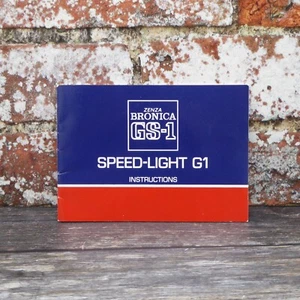 ZENZA
BRONICA
GS-1
SPEED-LIGHT G1
INSTRUCTIONS